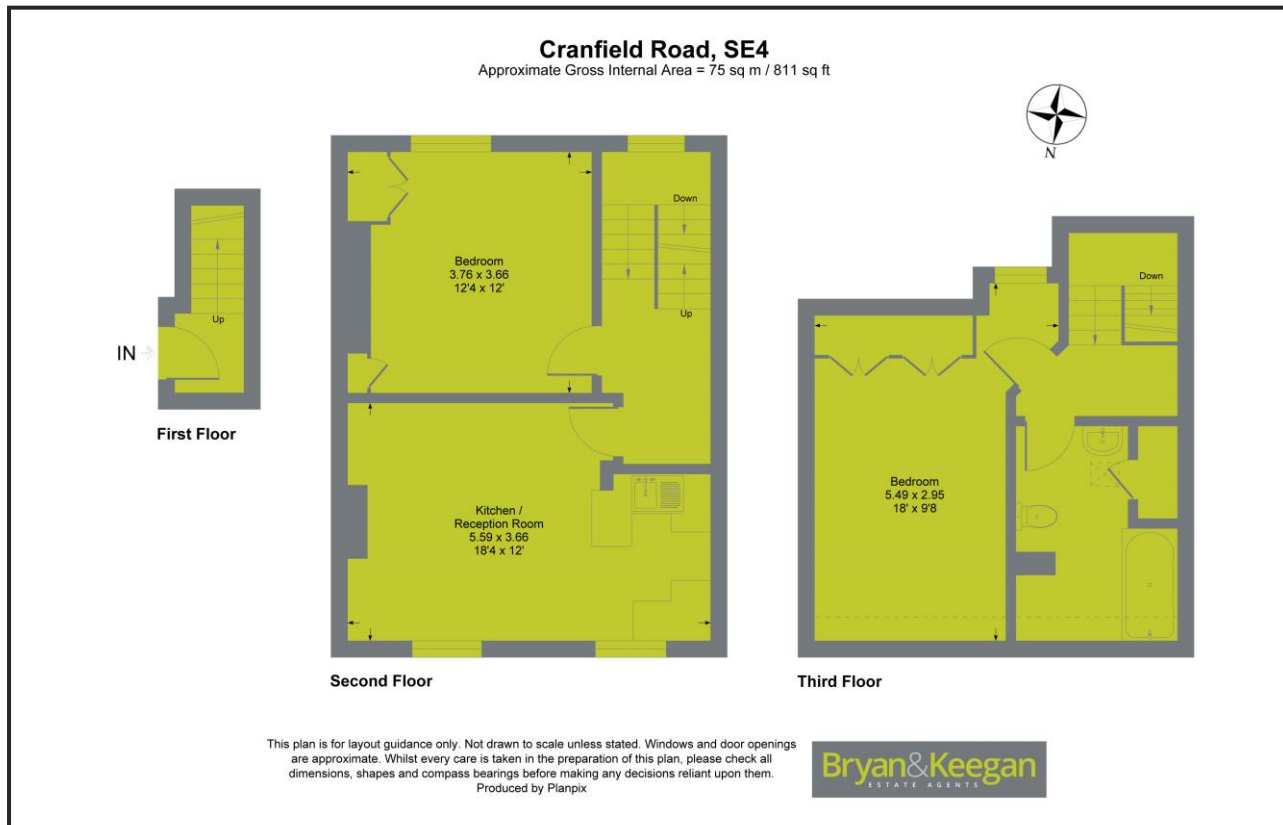 Cranfield Road, SE4
Approximate Gross Internal Area = 75 sq m / 811 sq ft
N
IN
Up
First Floor
Down
Up
Bedroom
3.76 x 3.66
12'4 x 12'
Kitchen /
Reception Room
5.59 x 3.66
18'4 x 12'
Second Floor
Down
Bedroom
5.49 x 2.95
18' x 9'8
Third Floor
This plan is for layout guidance only. Not drawn to scale unless stated. Windows and door openings
are approximate. Whilst every care is taken in the preparation of this plan, please check all
dimensions, shapes and compass bearings before making any decisions reliant upon them.
Produced by Planpix
Bryan&Keegan
ESTATE AGENTS